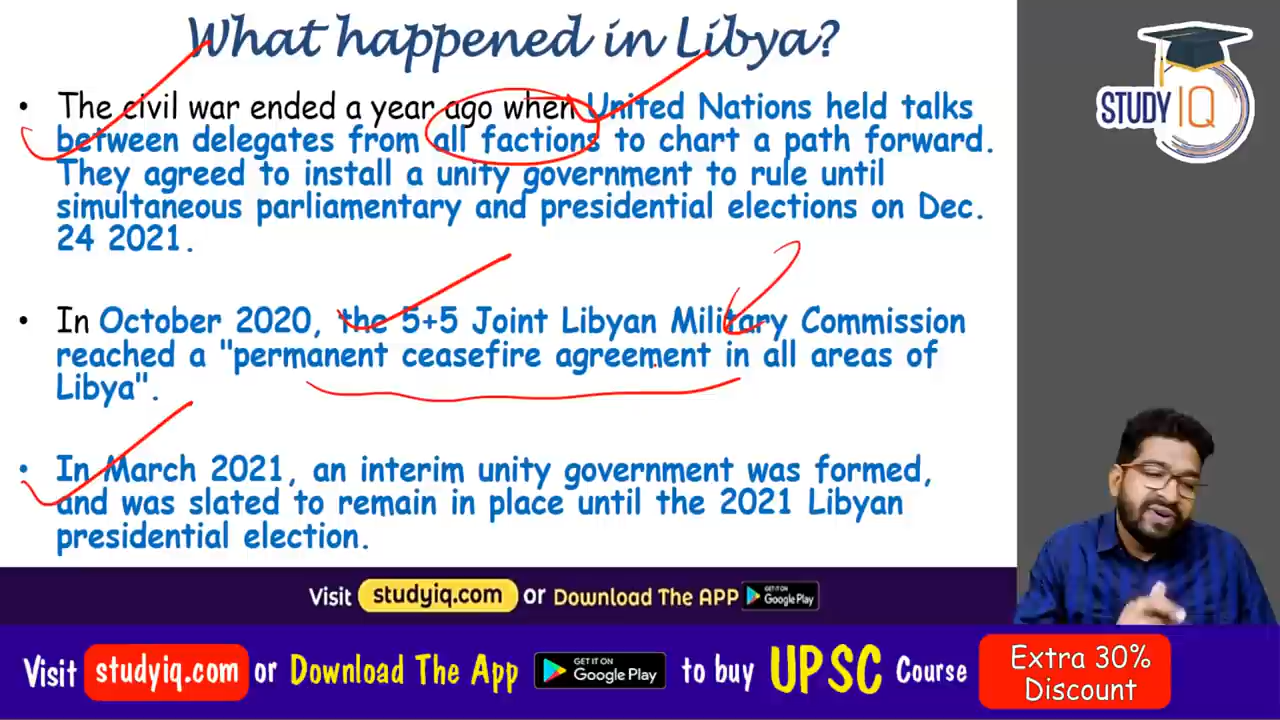 What happened in Libya?
• The civil war ended a year ago when United Nations held talks
between delegates from all factions to chart a path forward.
They agreed to install a unity government to rule until
simultaneous parliamentary and presidential elections on Dec.
24 2021.
• In October 2020, the 5+5 Joint Libyan Military Commission
reached a "permanent ceasefire agreement in all areas of
Libya".
• In March 2021, an interim unity government was formed,
and was slated to remain in place until the 2021 Libyan
presidential election.
STUDY IQ
Visit studyiq.com or Download The APP GET IT ON Google Play
Visit studyiq.com or Download The App GET IT ON Google Play to buy UPSC Course
Extra 30%
Discount